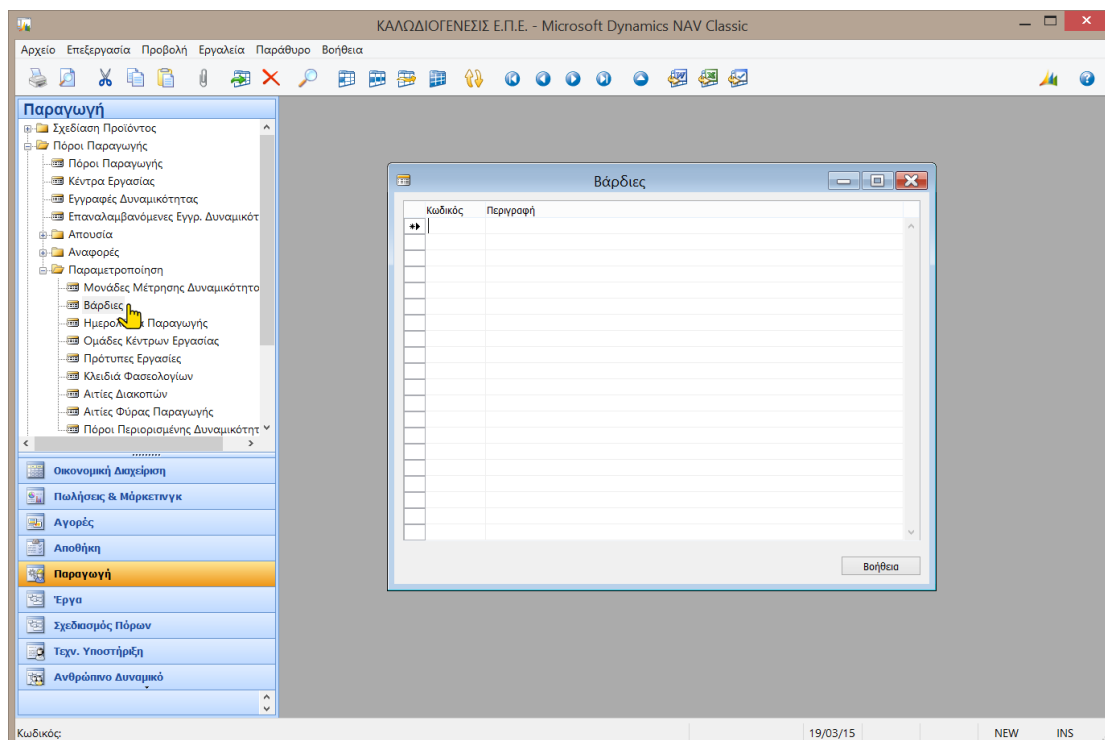 ΚΑΛΩΔΙΟΓΕΝΕΣΙΣ Ε.Π.Ε. - Microsoft Dynamics NAV Classic
Αρχείο Επεξεργασία Προβολή Εργαλεία Παράθυρο Βοήθεια
Παραγωγή
Σχεδίαση Προϊόντος
Πόροι Παραγωγής
Πόροι Παραγωγής
Κέντρα Εργασίας
Εγγραφές Δυναμικότητας
Επαναλαμβανόμενες Εγγρ. Δυναμικότ
Απουσία
Αναφορές
Παραμετροποίηση
Μονάδες Μέτρησης Δυναμικότητο
Βάρδιες
Παραγωγής
Ομάδες Κέντρων Εργασίας
Πρότυπες Εργασίες
Κλειδιά Φασεολογίων
Αιτίες Διακοπών
Αιτίες Φύρας Παραγωγής
Πόροι Περιορισμένης Δυναμικότητ
Οικονομική Διαχείριση
Πωλήσεις & Μάρκετινγκ
Αγορές
Αποθήκη
Παραγωγή
Έργα
Σχεδιασμός Πόρων
Τεχν. Υποστήριξη
Ανθρώπινο Δυναμικό
Βάρδιες
Κωδικός Περιγραφή
Βοήθεια
Κωδικός: 19/03/15 NEW INS